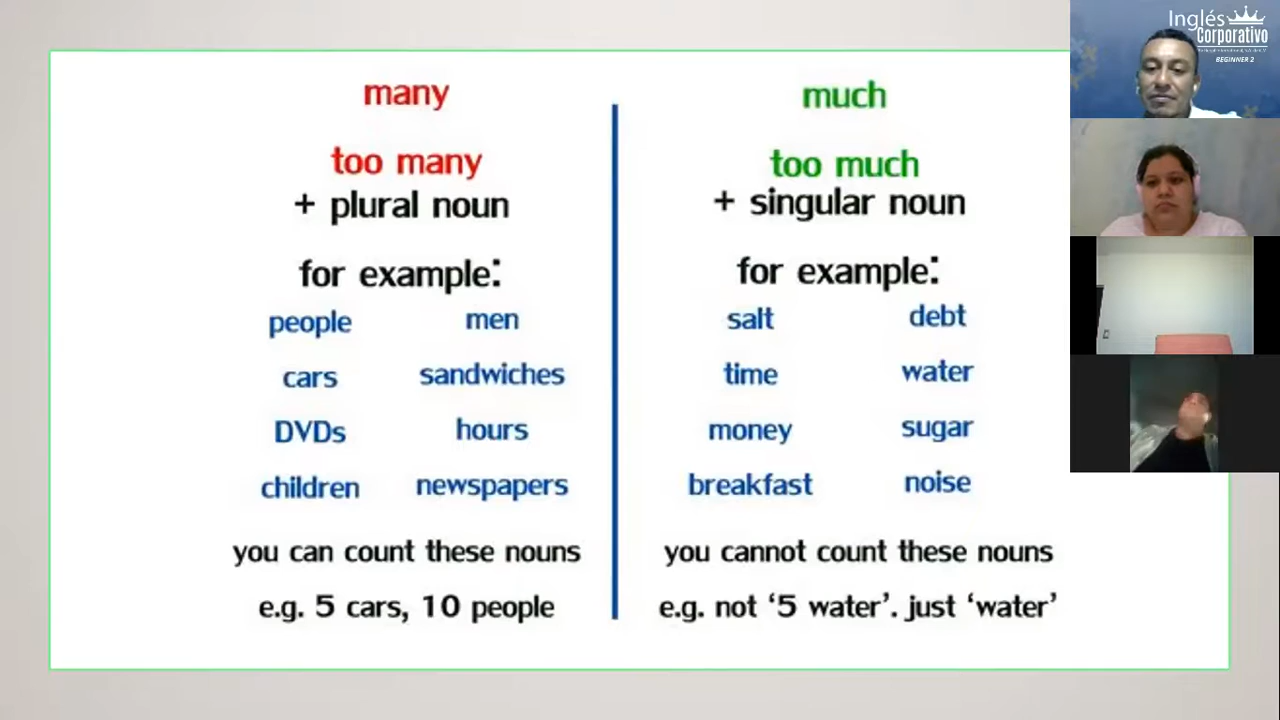 many
too many
+ plural noun
for example:
people men
cars sandwiches
DVDs hours
children newspapers
you can count these nouns
e.g. 5 cars, 10 people
much
too much
+ singular noun
for example:
salt debt
time water
money sugar
breakfast noise
you cannot count these nouns
e.g. not ‘5 water’. just ‘water’
Inglés
Corporativo
BEGINNER 2